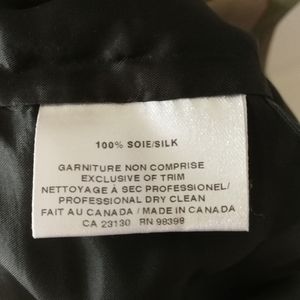 100% SOIE/SILK
GARNITURE NON COMPRISE
EXCLUSIVE OF TRIM
NETTOYAGE À SEC PROFESSIONEL/
PROFESSIONAL DRY CLEAN
FAIT AU CANADA / MADE IN CANADA
CA 23130 RN 98399